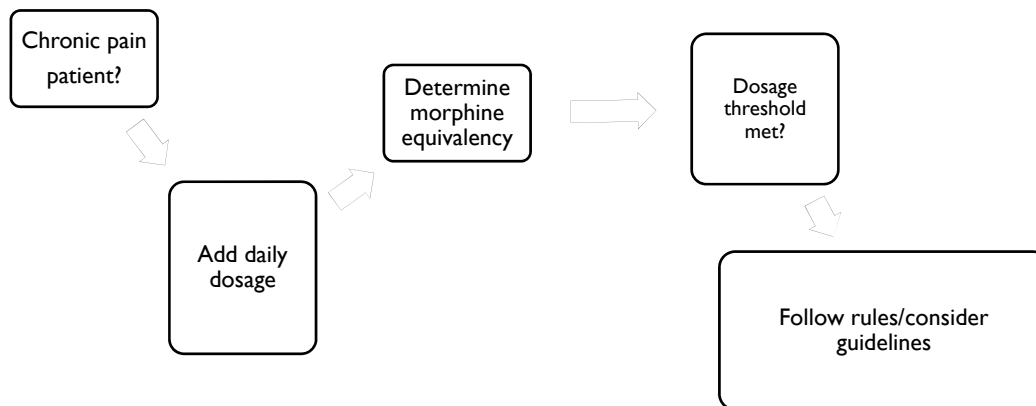 Chronic pain
patient?
Add daily
dosage
Determine
morphine
equivalency
Dosage
threshold
met?
Follow rules/consider
guidelines